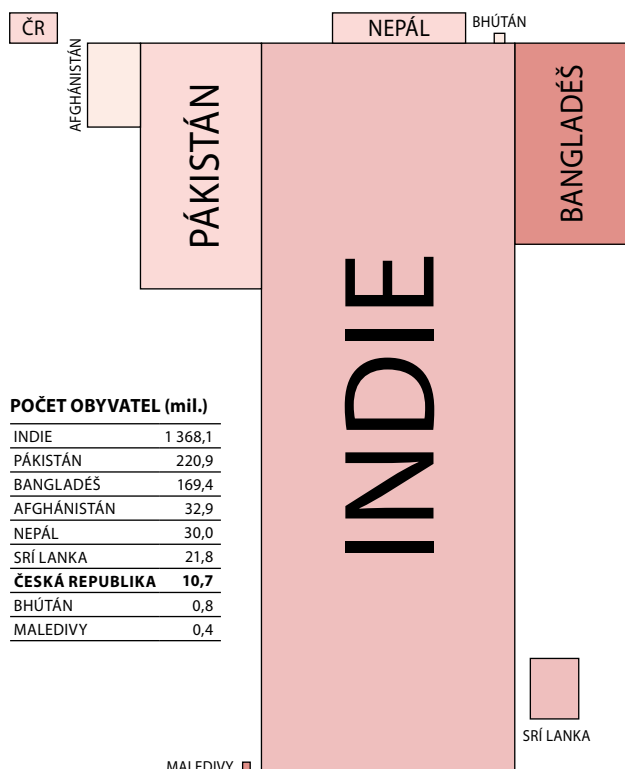 ČR
NEPÁL
BHÚTÁN
AFGHÁNISTÁN
PÁKISTÁN
BANGLADÉŠ
INDIE
POČET OBYVATEL (mil.)
INDIE 1 368,1
PÁKISTÁN 220,9
BANGLADÉŠ 169,4
AFGHÁNISTÁN 32,9
NEPÁL 30,0
SRÍ LANKA 21,8
ČESKÁ REPUBLIKA 10,7
BHÚTÁN 0,8
MALEDIVY 0,4
SRÍ LANKA
MALEDIVY